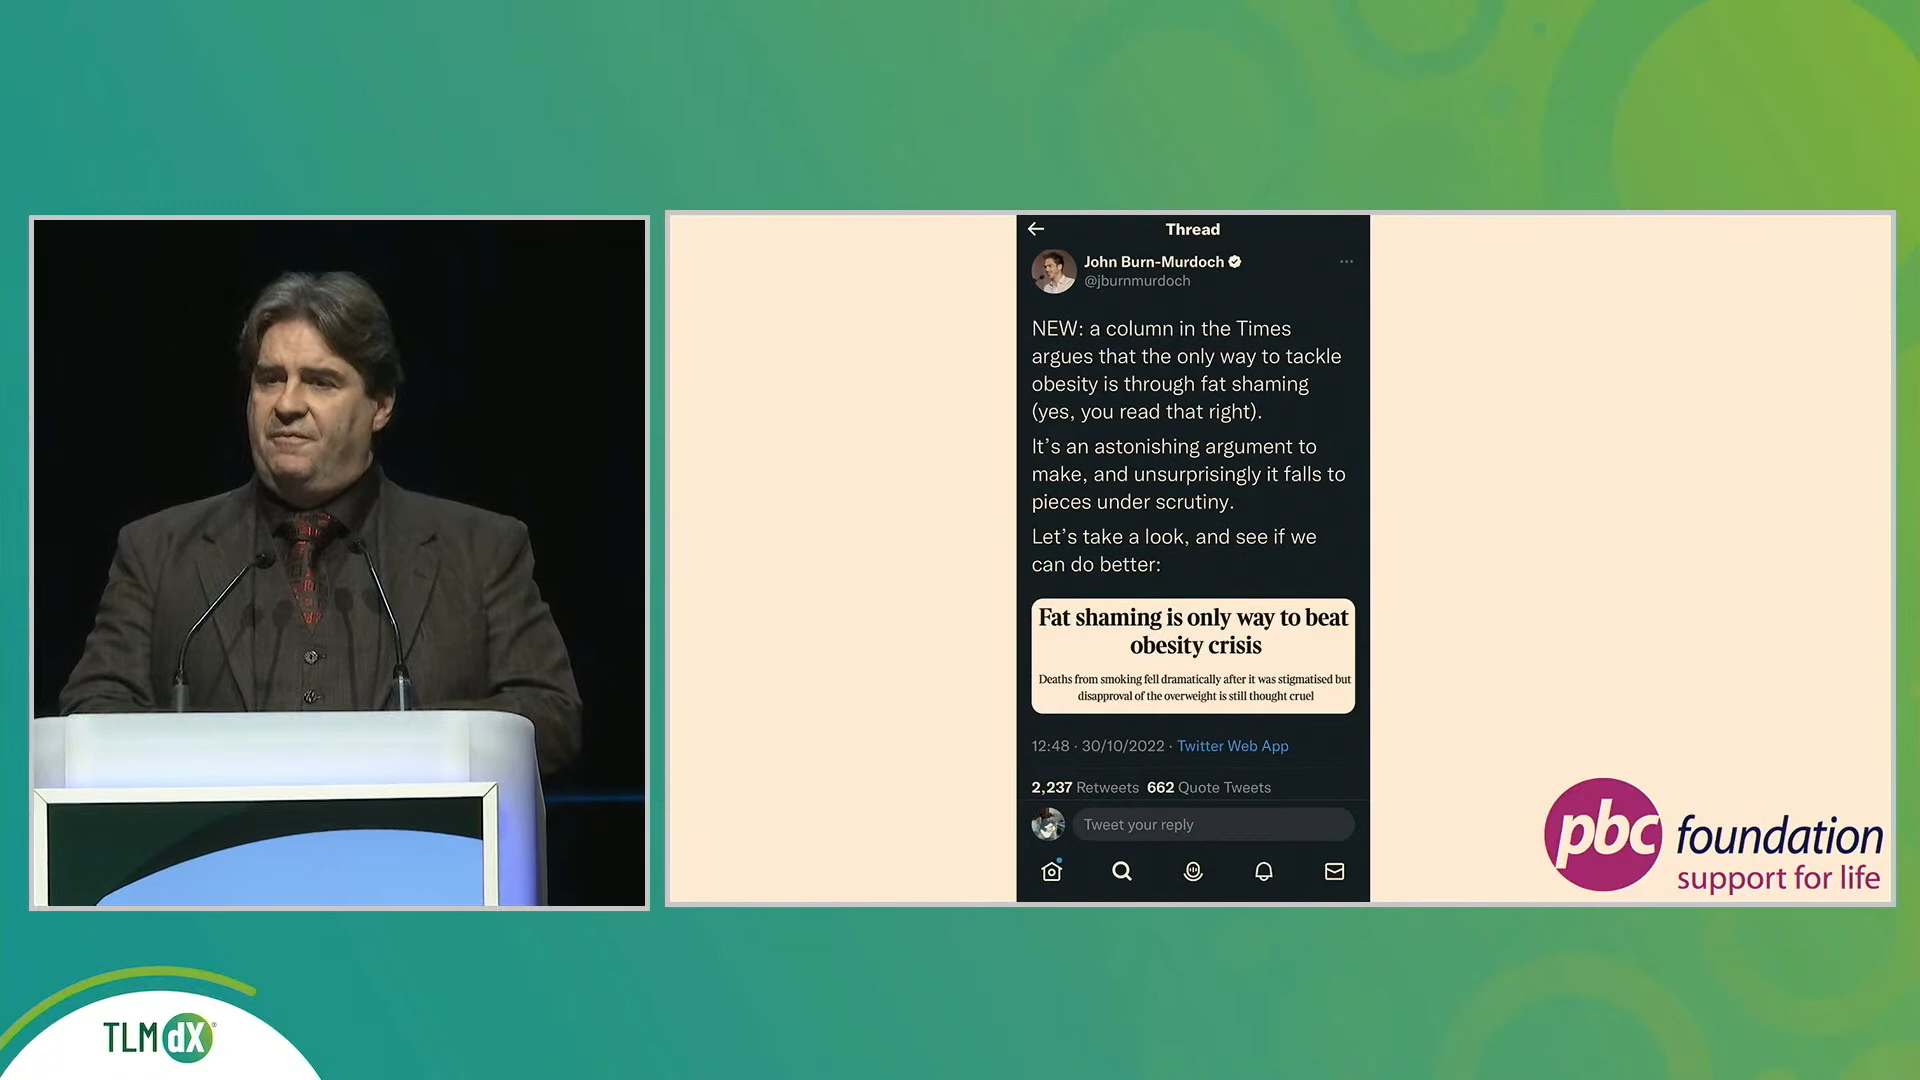 Thread
John Burn-Murdoch
@jburnmurdoch
NEW: a column in the Times
argues that the only way to tackle
obesity is through fat shaming
(yes, you read that right).
It's an astonishing argument to
make, and unsurprisingly it falls to
pieces under scrutiny.
Let's take a look, and see if we
can do better:
Fat shaming is only way to beat
obesity crisis
Deaths from smoking fell dramatically after it was stigmatised but
disapproval of the overweight is still thought cruel
12:48 · 30/10/2022 · Twitter Web App
2,237 Retweets 662 Quote Tweets
Tweet your reply
pbc foundation
support for life
TLMdX®